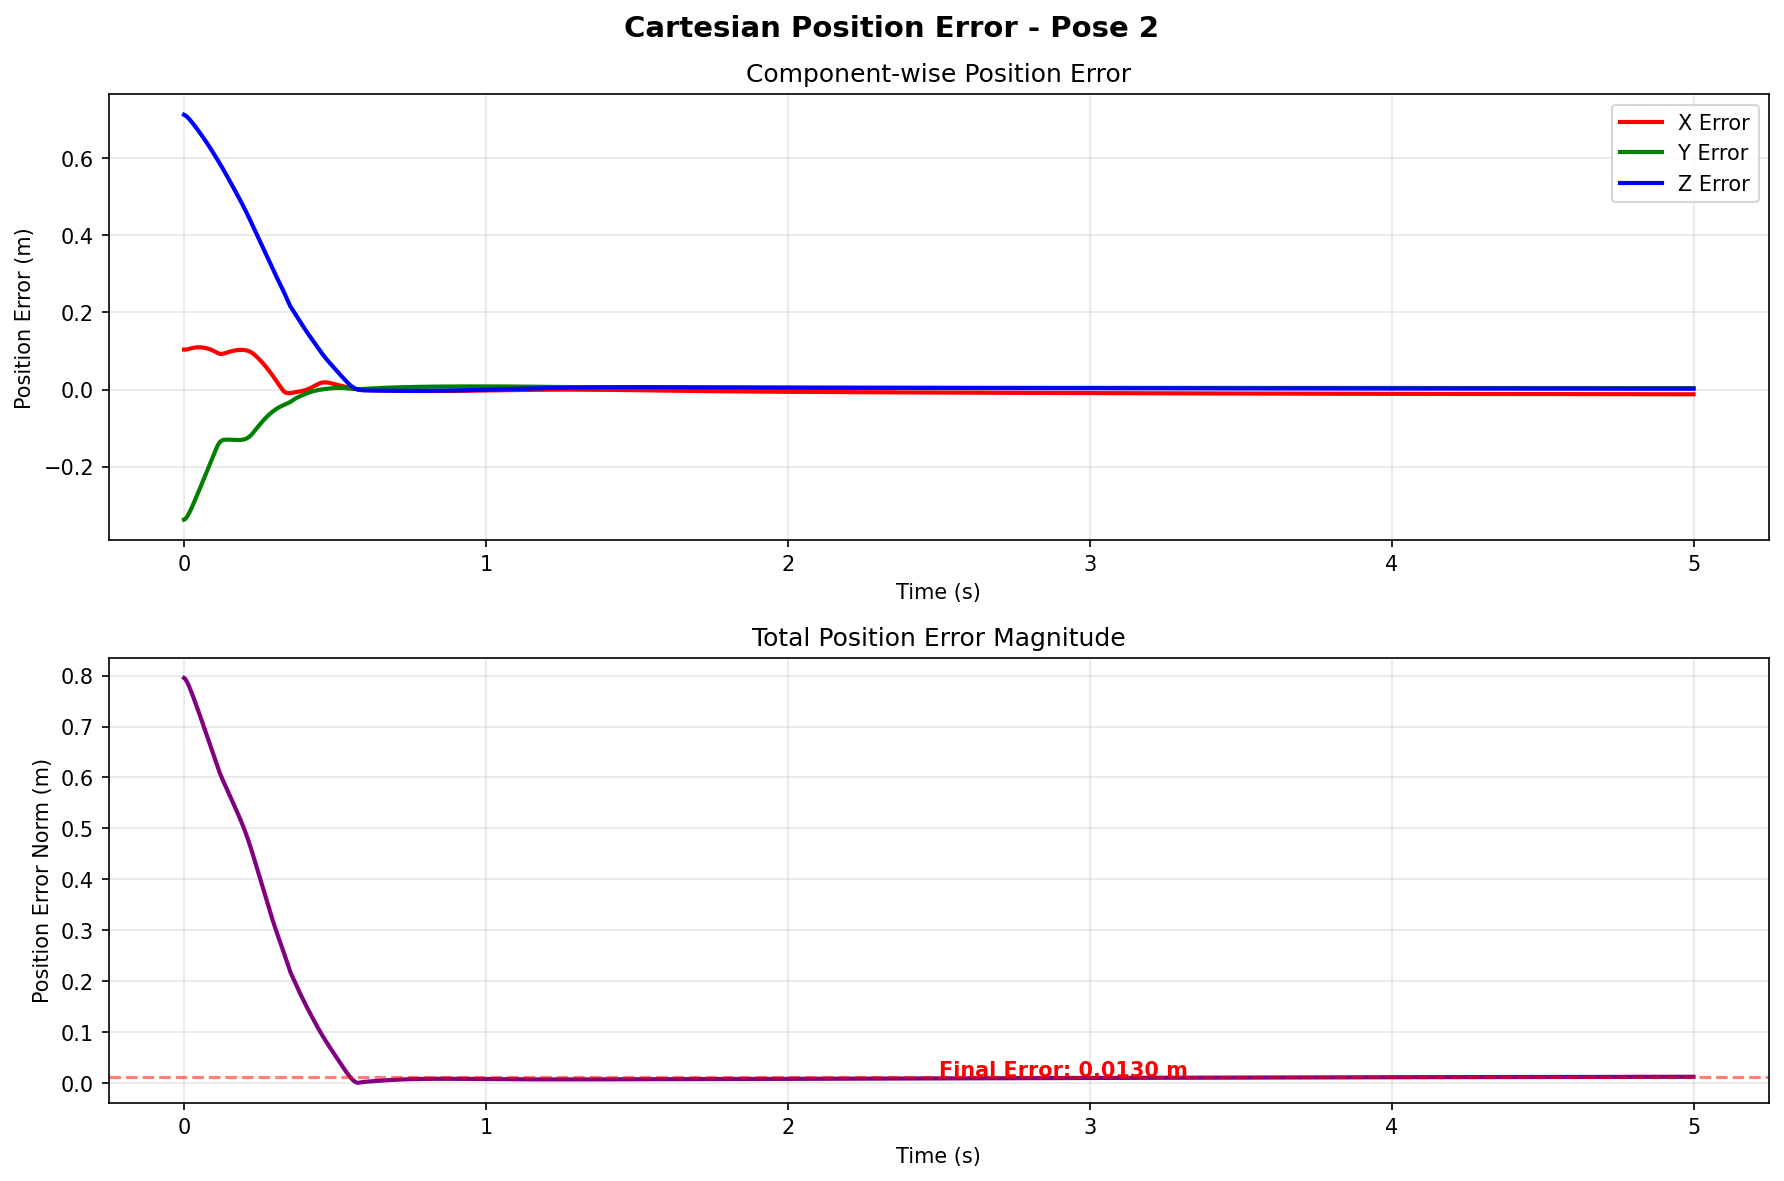 Cartesian Position Error - Pose 2
Component-wise Position Error
X Error
Y Error
Z Error
Position Error (m)
0.6
0.4
0.2
0.0
−0.2
0 1 2 3 4 5
Time (s)
Total Position Error Magnitude
Position Error Norm (m)
0.8
0.7
0.6
0.5
0.4
0.3
0.2
0.1
0.0
Final Error: 0.0130 m
0 1 2 3 4 5
Time (s)